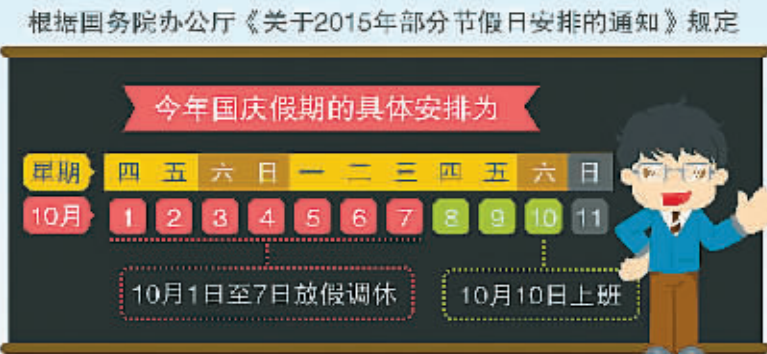 根据国务院办公厅《关于2015年部分节假日安排的通知》规定
今年国庆假期的具体安排为
星期 四 五 六 日 一 二 三 四 五 六 日
10月 1 2 3 4 5 6 7 8 9 10 11
10月1日至7日放假调休 10月10日上班